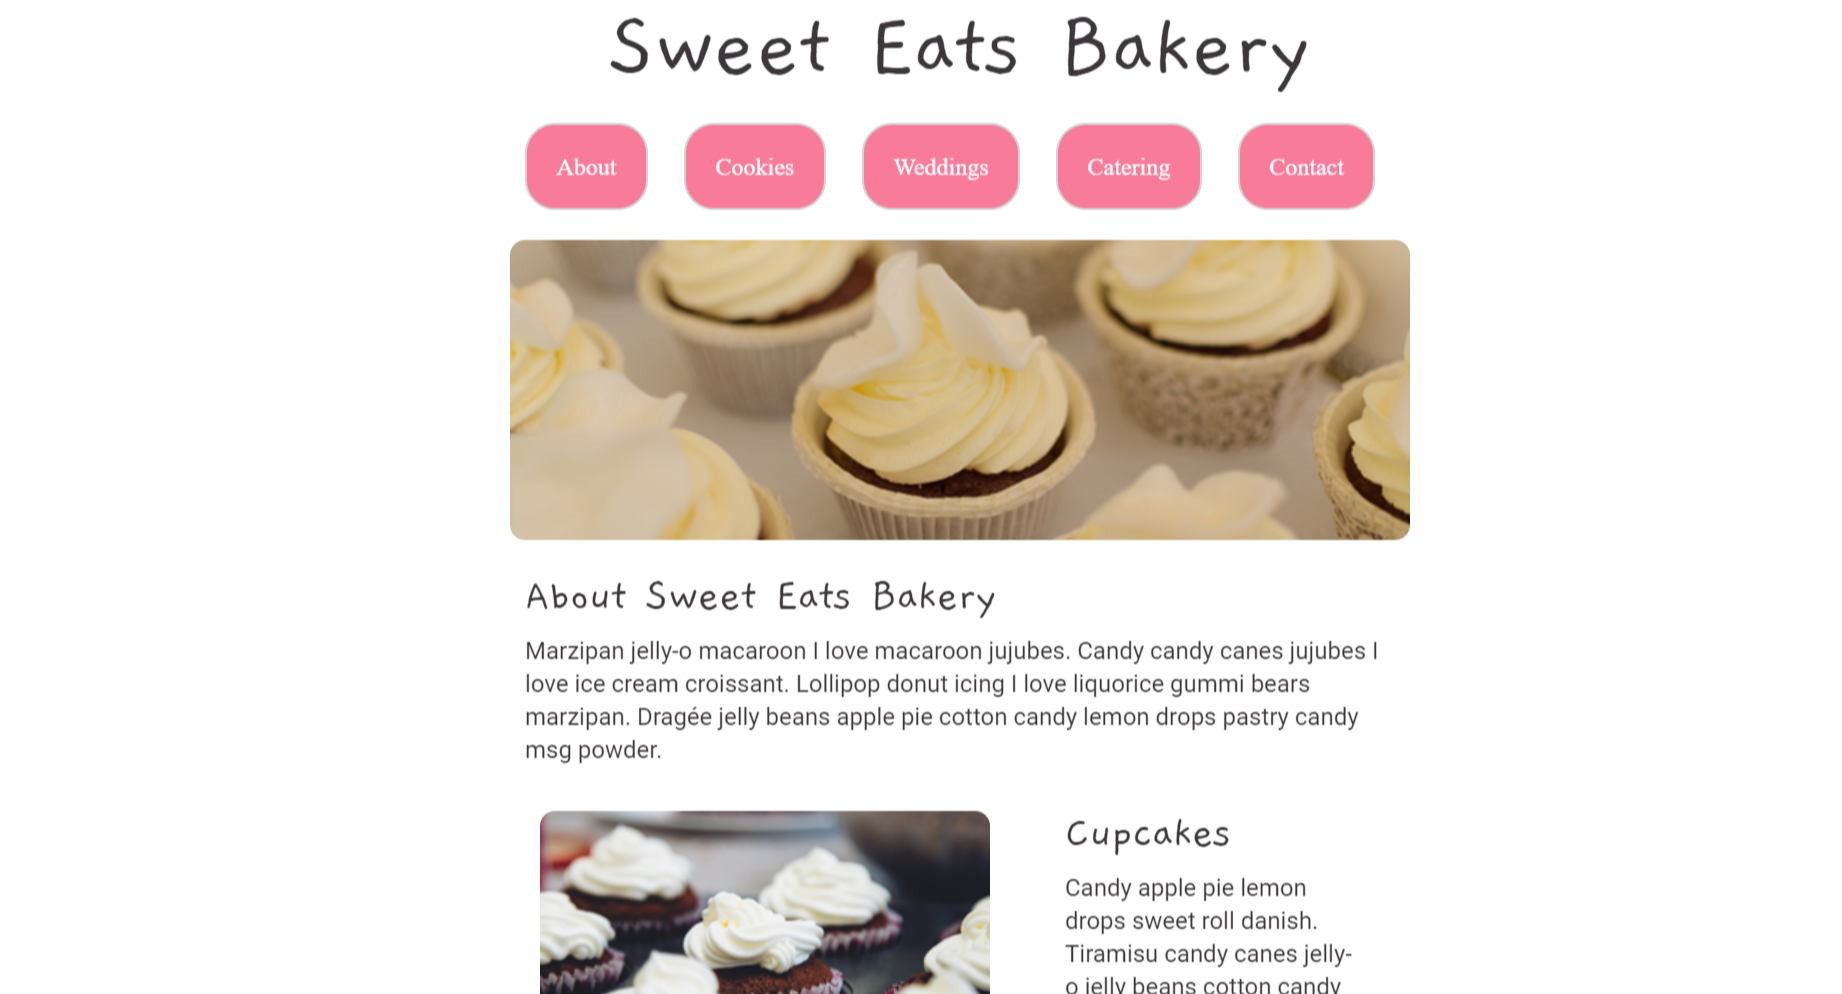 Sweet Eats Bakery
About
Cookies
Weddings
Catering
Contact
About Sweet Eats Bakery
Marzipan jelly-o macaroon I love macaroon jujubes. Candy candy canes jujubes I
love ice cream croissant. Lollipop donut icing I love liquorice gummi bears
marzipan. Dragée jelly beans apple pie cotton candy lemon drops pastry candy
msg powder.
Cupcakes
Candy apple pie lemon
drops sweet roll danish.
Tiramisu candy canes jelly-
o jelly beans cotton candy